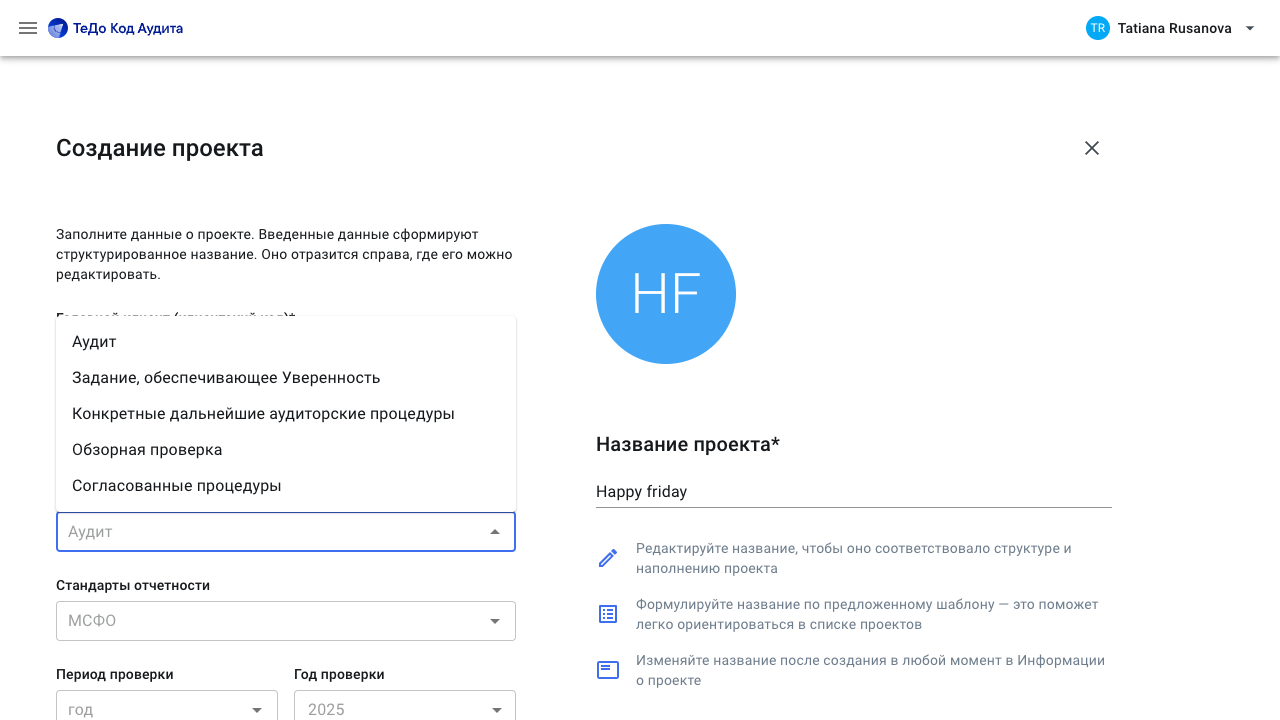 ТеДо Код Аудита
TR
Tatiana Rusanova
Создание проекта
Заполните данные о проекте. Введенные данные сформируют
структурированное название. Оно отразится справа, где его можно
редактировать.
Аудит
Задание, обеспечивающее Уверенность
Конкретные дальнейшие аудиторские процедуры
Обзорная проверка
Согласованные процедуры
Аудит
Стандарты отчетности
МСФО
Период проверки
Год проверки
год
2025
HF
Название проекта*
Happy friday
Редактируйте название, чтобы оно соответствовало структуре и
наполнению проекта
Формулируйте название по предложенному шаблону — это поможет
легко ориентироваться в списке проектов
Изменяйте название после создания в любой момент в Информации
о проекте